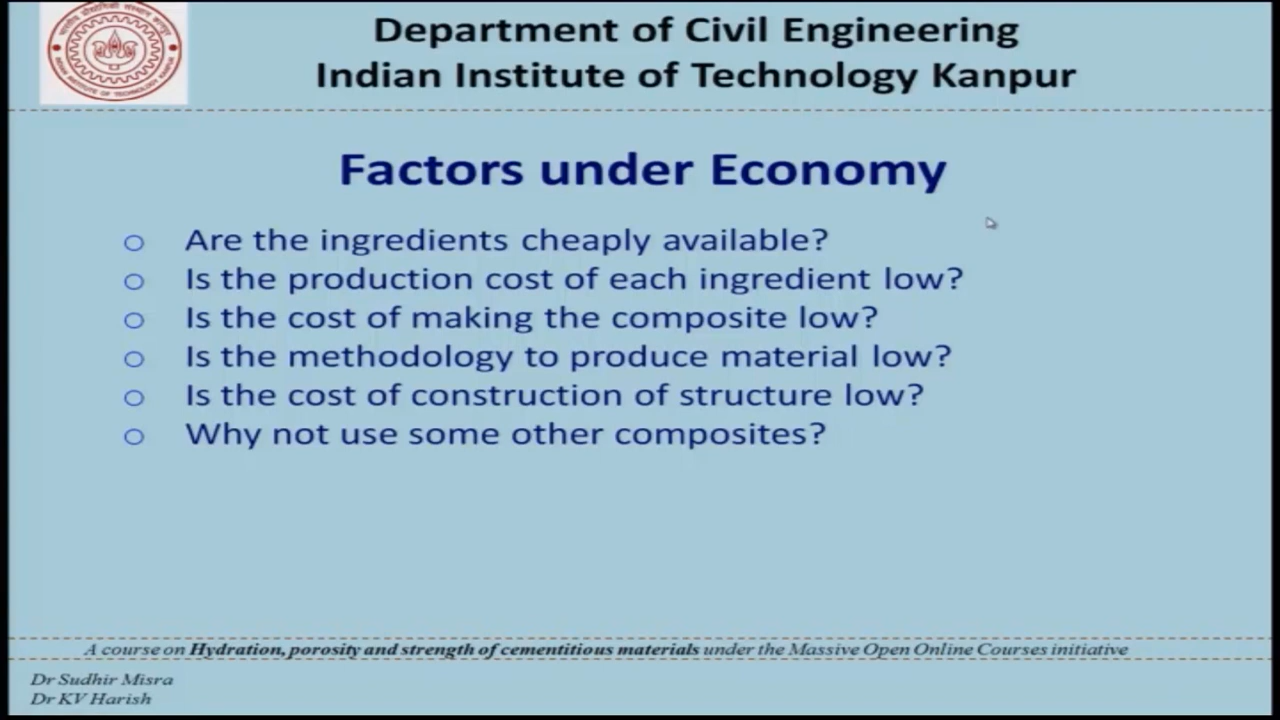 Department of Civil Engineering
Indian Institute of Technology Kanpur
Factors under Economy
Are the ingredients cheaply available?
Is the production cost of each ingredient low?
Is the cost of making the composite low?
Is the methodology to produce material low?
Is the cost of construction of structure low?
Why not use some other composites?
A course on Hydration, porosity and strength of cementitious materials under the Massive Open Online Courses initiative
Dr Sudhir Misra
Dr KV Harish